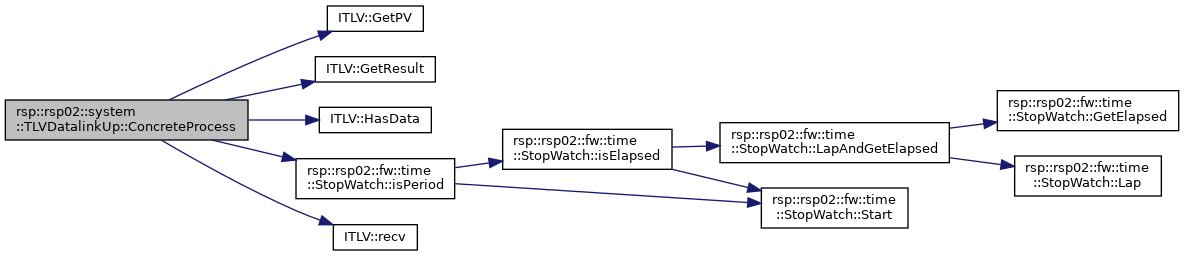 ITLV::GetPV
ITLV::GetResult
rsp::rsp02::system
::TLVDatalinkUp::ConcreteProcess
ITLV::HasData
rsp::rsp02::fw::time
::StopWatch::isPeriod
ITLV::recv
rsp::rsp02::fw::time
::StopWatch::isElapsed
rsp::rsp02::fw::time
::StopWatch::LapAndGetElapsed
rsp::rsp02::fw::time
::StopWatch::Start
rsp::rsp02::fw::time
::StopWatch::GetElapsed
rsp::rsp02::fw::time
::StopWatch::Lap